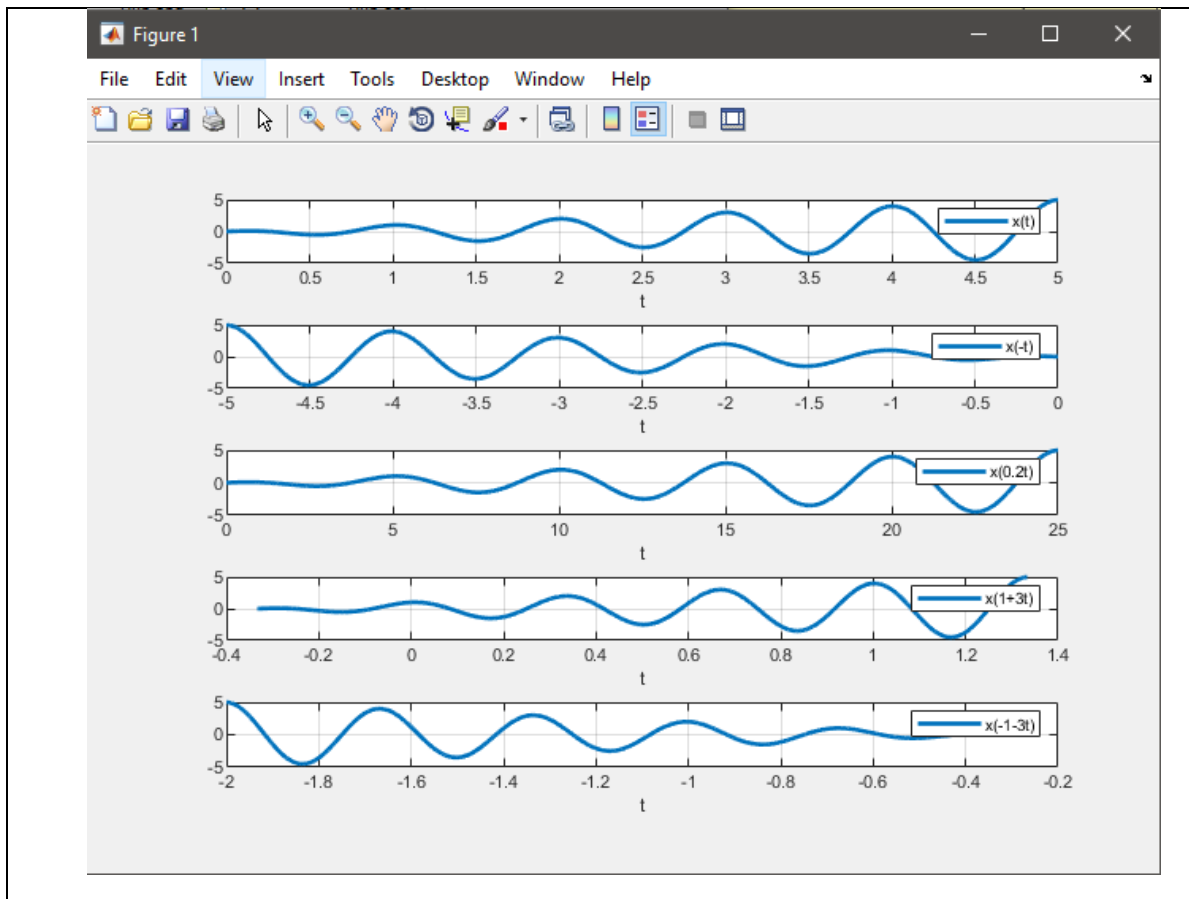 Figure 1
File Edit View Insert Tools Desktop Window Help
5
0
-5
x(t)
0 0.5 1 1.5 2 2.5 3 3.5 4 4.5 5
t
5
0
-5
x(-t)
-5 -4.5 -4 -3.5 -3 -2.5 -2 -1.5 -1 -0.5 0
t
5
0
-5
x(0.2t)
0 5 10 15 20 25
t
5
0
-5
x(1+3t)
-0.4 -0.2 0 0.2 0.4 0.6 0.8 1 1.2 1.4
t
5
0
-5
x(-1-3t)
-2 -1.8 -1.6 -1.4 -1.2 -1 -0.8 -0.6 -0.4 -0.2
t